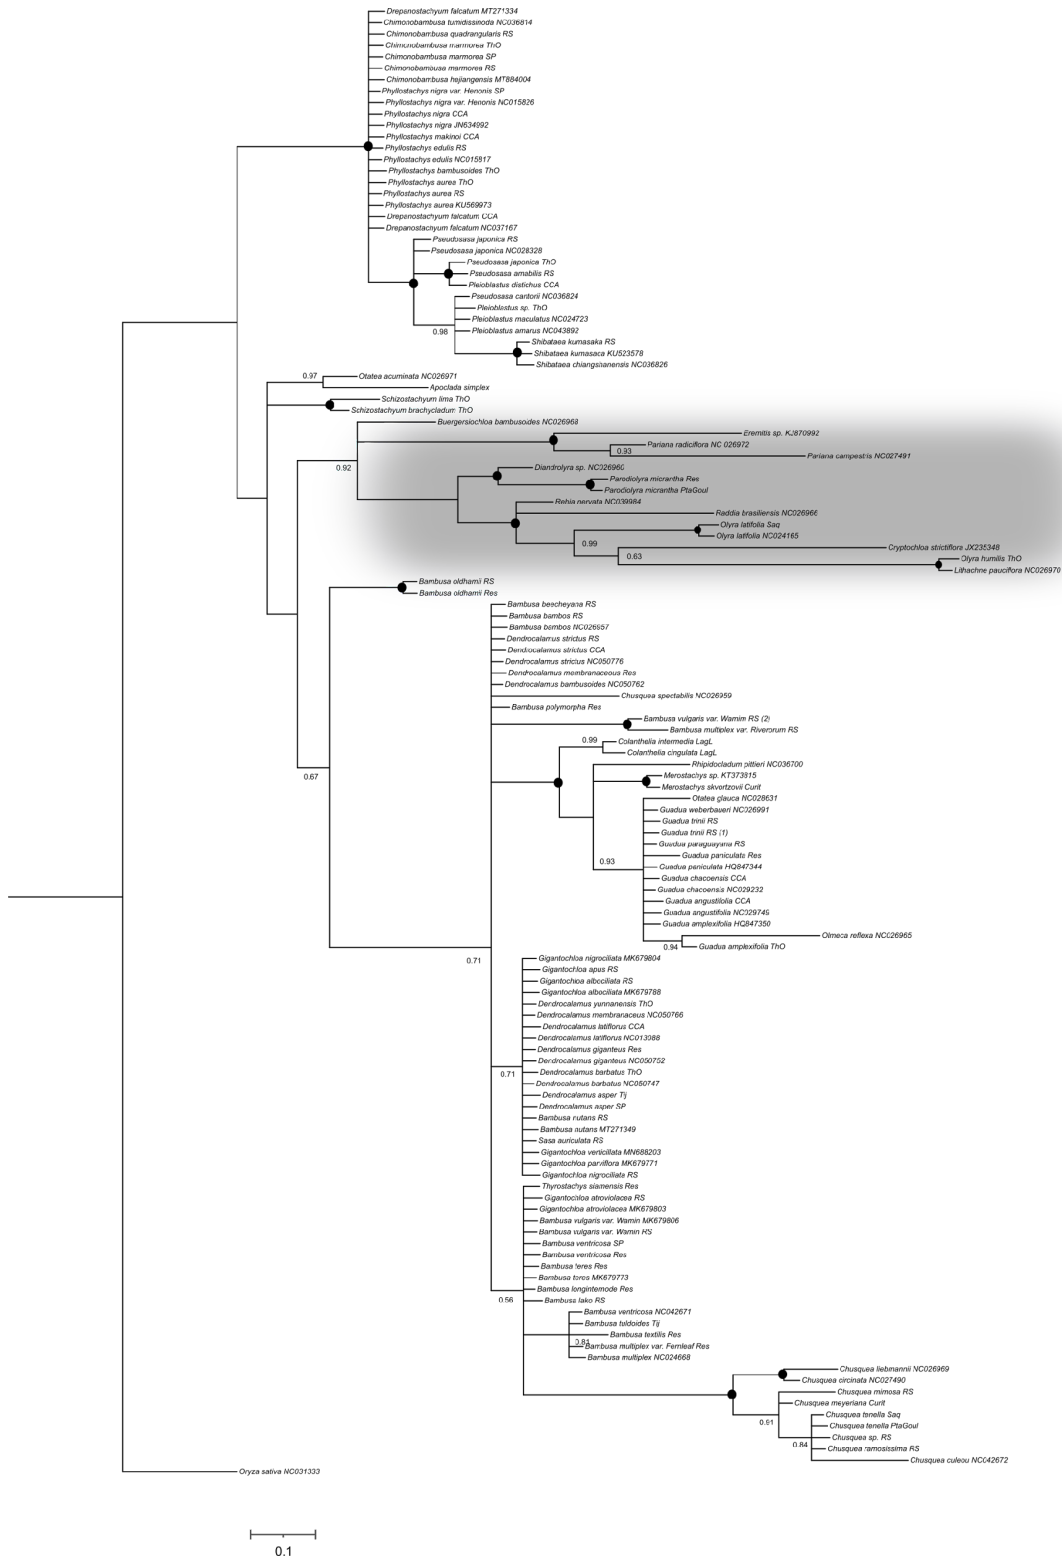 Drepanostachyum falcatum MT271334
Chimonobambusa tumidissinoda NC036814
Chimonobambusa quadrangularis RS
Chimonobambusa marmorea ThO
Chimonobambusa marmorea SP
Chimonobambusa marmorea RS
Chimonobambusa hejiangensis MT884004
Phyllostachys nigra var. Henonis SP
Phyllostachys nigra var. Henonis NC015826
Phyllostachys nigra CCA
Phyllostachys nigra JN634992
Phyllostachys makinoi CCA
Phyllostachys edulis RS
Phyllostachys edulis NC015817
Phyllostachys bambusoides ThO
Phyllostachys aurea ThO
Phyllostachys aurea RS
Phyllostachys aurea KU569973
Drepanostachyum falcatum CCA
Drepanostachyum falcatum NC037167
Pseudosasa japonica RS
Pseudosasa japonica NC028328
Pseudosasa japonica ThO
Pseudosasa amabilis RS
Pleioblastus distichus CCA
Pseudosasa cantorii NC036824
Pleioblastus sp. ThO
Pleioblastus maculatus NC024723
0.98
Pleioblastus amarus NC043892
Shibataea kumasaka RS
Shibataea kumasaca KU523578
Shibataea chiangshanensis NC036826
0.97
Otatea acuminata NC026971
Apoclada simplex
Schizostachyum lima ThO
Schizostachyum brachycladum ThO
Buergersiochloa bambusoides NC026968
Eremitis sp. KJ870992
Pariana radiciflora NC 026972
0.93
Pariana campestris NC027491
0.92
Diandrolyra sp. NC026960
Parodiolyra micrantha Res
Parodiolyra micrantha PtaGoul
Rehia nervata NC039984
Raddia brasiliensis NC026966
Olyra latifolia Saq
Olyra latifolia NC024165
0.99
Cryptochloa strictiflora JX235348
0.63
Olyra humilis ThO
Lithachne pauciflora NC026970
Bambusa oldhamii RS
Bambusa oldhamii Res
Bambusa beecheyana RS
Bambusa bambos RS
Bambusa bambos NC026957
Dendrocalamus strictus RS
Dendrocalamus strictus CCA
Dendrocalamus strictus NC050776
Dendrocalamus membranaceous Res
Dendrocalamus bambusoides NC050762
Chusquea spectabilis NC026959
Bambusa polymorpha Res
Bambusa vulgaris var. Wamim RS (2)
Bambusa multiplex var. Riverorum RS
0.99
Colanthelia intermedia LagL
Colanthelia cingulata LagL
Rhipidocladum pittieri NC036700
0.67
Merostachys sp. KT373815
Merostachys skvortzovii Curit
Otatea glauca NC028631
Guadua weberbaueri NC026991
Guadua trinii RS
Guadua trinii RS (1)
Guadua paraguayana RS
Guadua paniculata Res
0.93
Guadua paniculata HQ847344
Guadua chacoensis CCA
Guadua chacoensis NC029232
Guadua angustifolia CCA
Guadua angustifolia NC029749
Guadua amplexifolia HQ847350
Olmeca reflexa NC026965
0.94
Guadua amplexifolia ThO
0.71
Gigantochloa nigrociliata MK679804
Gigantochloa apus RS
Gigantochloa albociliata RS
Gigantochloa albociliata MK679788
Dendrocalamus yunnanensis ThO
Dendrocalamus membranaceus NC050766
Dendrocalamus latiflorus CCA
Dendrocalamus latiflorus NC013088
Dendrocalamus giganteus Res
Dendrocalamus giganteus NC050752
0.71
Dendrocalamus barbatus ThO
Dendrocalamus barbatus NC050747
Dendrocalamus asper Tij
Dendrocalamus asper SP
Bambusa nutans RS
Bambusa nutans MT271349
Sasa auriculata RS
Gigantochloa verticillata MN688203
Gigantochloa parviflora MK679771
Gigantochloa nigrociliata RS
Thyrostachys siamensis Res
Gigantochloa atroviolacea RS
Gigantochloa atroviolacea MK679803
Bambusa vulgaris var. Wamin MK679806
Bambusa vulgaris var. Wamin RS
Bambusa ventricosa SP
Bambusa ventricosa Res
Bambusa teres Res
Bambusa teres MK679773
Bambusa longinternode Res
0.56
Bambusa lako RS
Bambusa ventricosa NC042671
Bambusa tuldoides Tij
Bambusa textilis Res
0.81
Bambusa multiplex var. Fernleaf Res
Bambusa multiplex NC024668
Chusquea liebmannii NC026969
Chusquea circinata NC027490
Chusquea mimosa RS
Chusquea meyeriana Curit
0.91
Chusquea tenella Saq
Chusquea tenella PtaGoul
Chusquea sp. RS
0.84
Chusquea ramosissima RS
Chusquea culeou NC042672
Oryza sativa NC031333
0.1